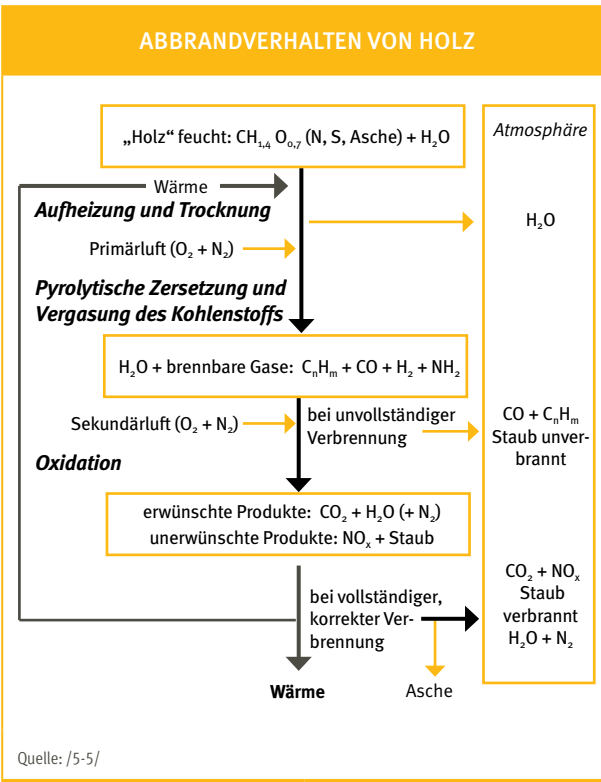 ABBRANDVERHALTEN VON HOLZ
„Holz“ feucht: CH₁,₄ O₀,₇ (N, S, Asche) + H₂O
Atmosphäre
Wärme
Aufheizung und Trocknung
H₂O
Primärluft (O₂ + N₂)
Pyrolytische Zersetzung und
Vergasung des Kohlenstoffs
H₂O + brennbare Gase: CₙHₘ + CO + H₂ + NH₂
Sekundärluft (O₂ + N₂)
bei unvollständiger
Verbrennung
CO + CₙHₘ
Staub unver-
brannt
Oxidation
erwünschte Produkte: CO₂ + H₂O (+ N₂)
unerwünschte Produkte: NOₓ + Staub
bei vollständiger,
korrekter Ver-
brennung
CO₂ + NOₓ
Staub
verbrannt
H₂O + N₂
Wärme
Asche
Quelle: /5-5/